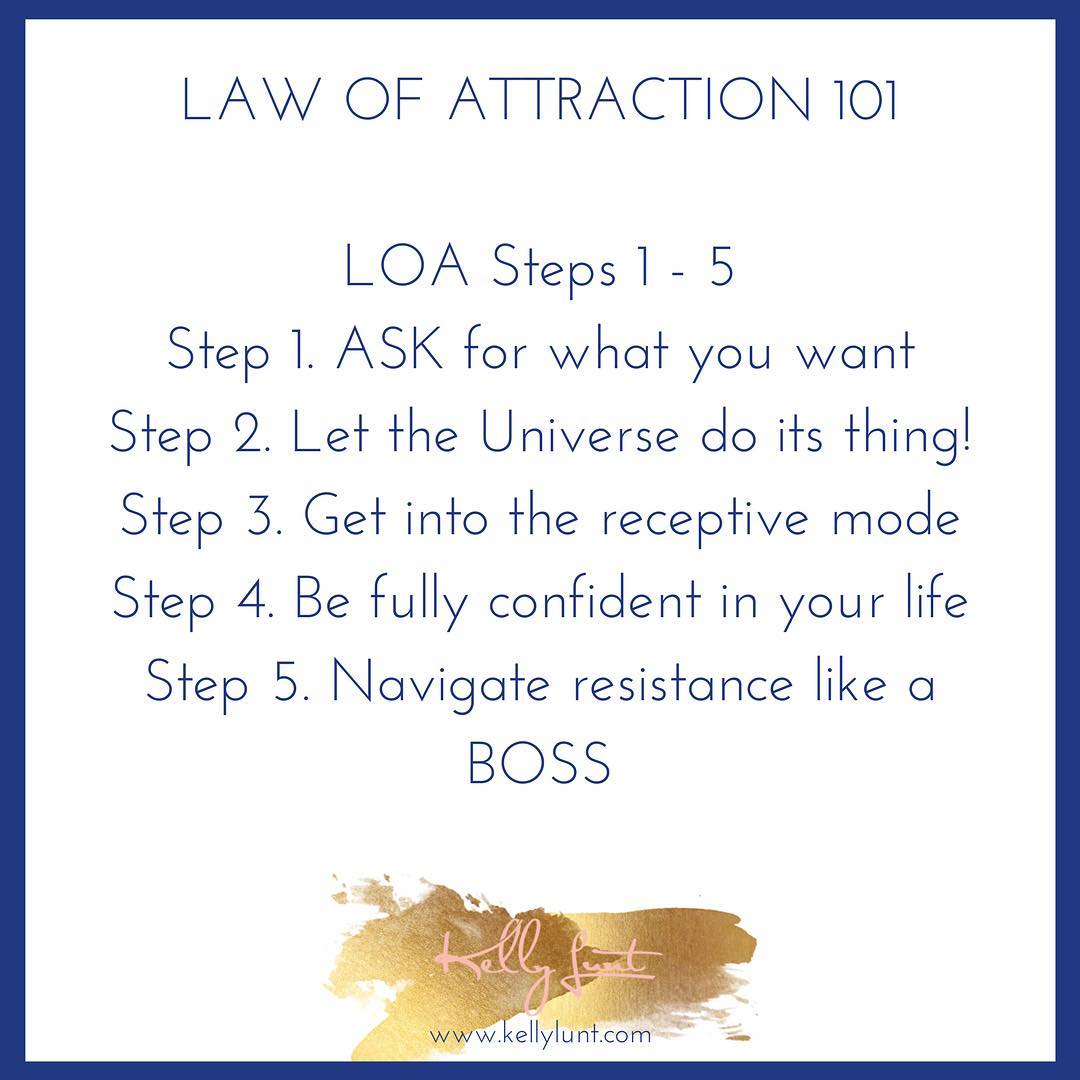 LAW OF ATTRACTION 101
LOA Steps 1 - 5
Step 1. ASK for what you want
Step 2. Let the Universe do its thing!
Step 3. Get into the receptive mode
Step 4. Be fully confident in your life
Step 5. Navigate resistance like a
BOSS
Kelly Lunt
www.kellylunt.com